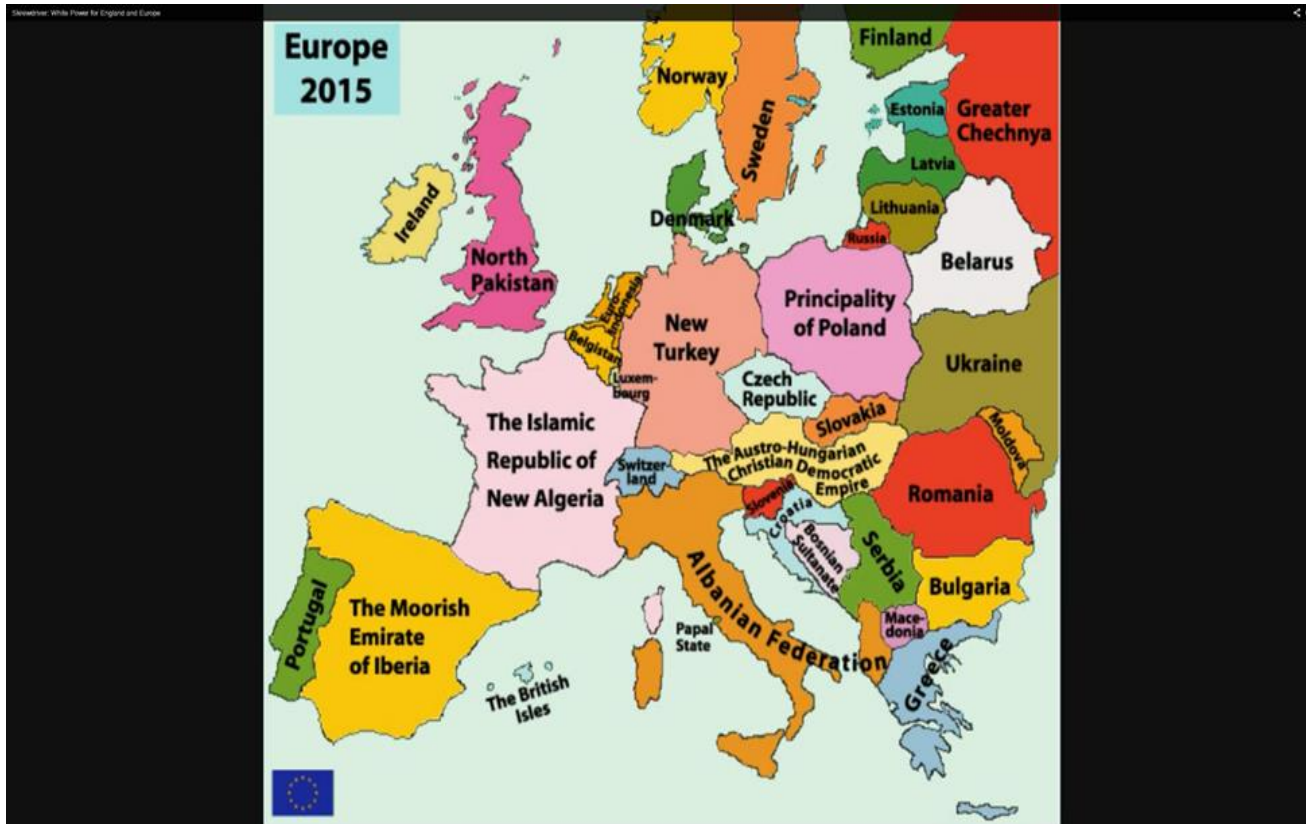 Skrewdriver: White Power for England and Europe
Europe
2015
Finland
Norway
Sweden
Estonia
Greater
Chechnya
Latvia
Lithuania
Russia
Denmark
Ireland
North
Pakistan
Belarus
Principality
of Poland
Euro-
Indonesia
Belgistan
Luxem-
bourg
New
Turkey
Czech
Republic
Ukraine
Slovakia
Moldova
The Islamic
Republic of
New Algeria
Switzer-
land
The Austro-Hungarian
Christian Democratic
Empire
Slovenia
Croatia
Bosnian
Sultanate
Romania
Serbia
Bulgaria
Portugal
The Moorish
Emirate
of Iberia
Albanian Federation
Papal
State
Mace-
donia
Greece
The British
Isles